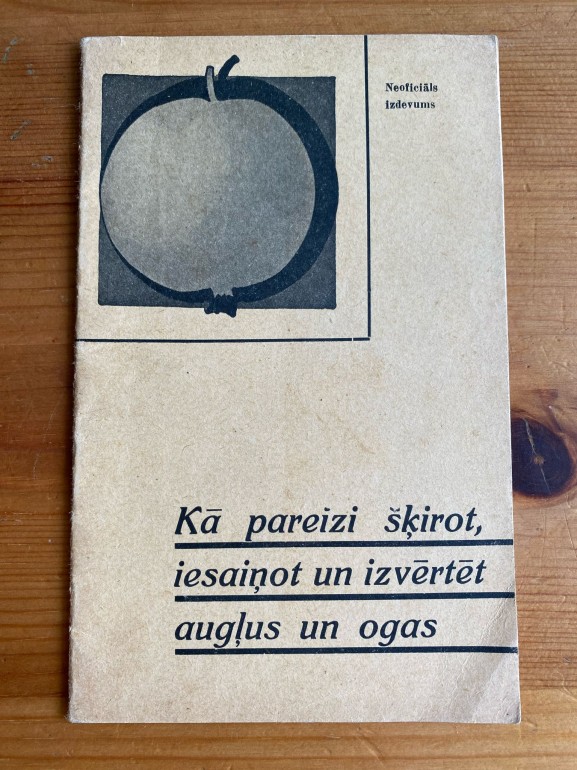 Neoficiāls
izdevums
Kā pareizi šķirot,
iesaiņot un izvērtēt
augļus un ogas